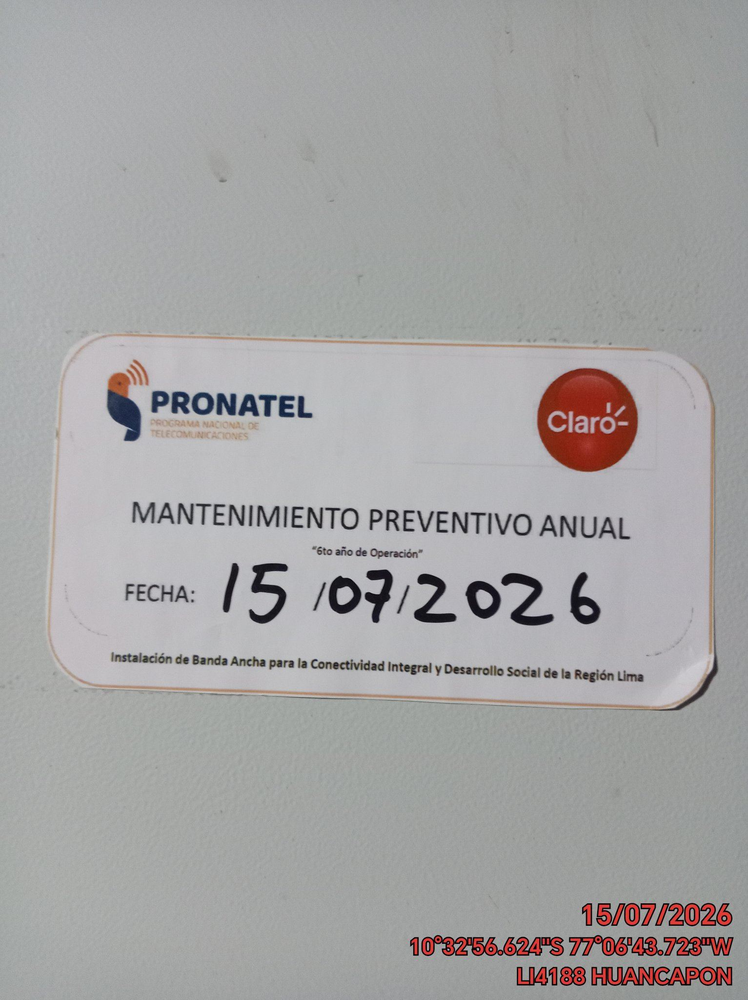 PRONATEL
PROGRAMA NACIONAL DE
TELECOMUNICACIONES
Claro
MANTENIMIENTO PREVENTIVO ANUAL
"6to año de Operación"
FECHA: 15/07/2026
Instalación de Banda Ancha para la Conectividad Integral y Desarrollo Social de la Región Lima
15/07/2026
10°32'56.624"S 77°06'43.723"W
LI4188 HUANCAPON